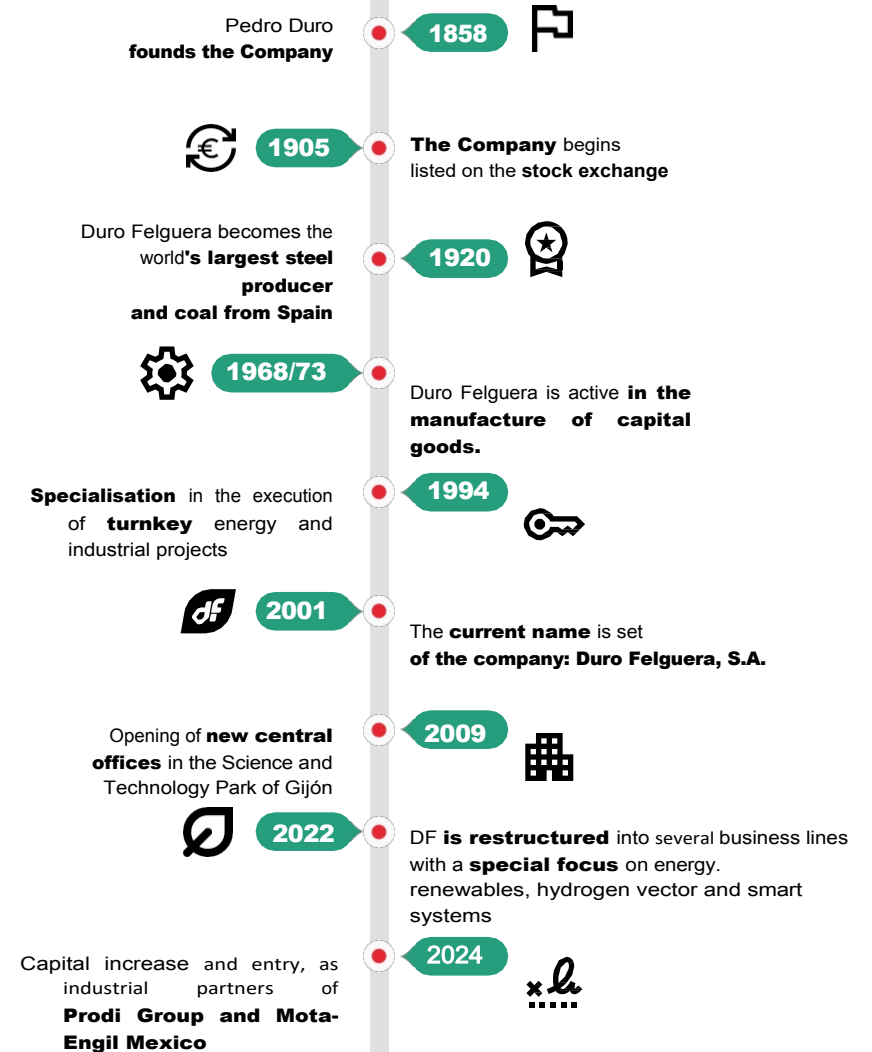 Pedro Duro
founds the Company
1858
€
1905
The Company begins
listed on the stock exchange
Duro Felguera becomes the
world's largest steel
producer
and coal from Spain
1920
1968/73
Duro Felguera is active in the
manufacture of capital
goods.
1994
Specialisation in the execution
of turnkey energy and
industrial projects
df
2001
The current name is set
of the company: Duro Felguera, S.A.
Opening of new central
offices in the Science and
Technology Park of Gijón
2009
2022
DF is restructured into several business lines
with a special focus on energy.
renewables, hydrogen vector and smart
systems
2024
Capital increase and entry, as
industrial partners of
Prodi Group and Mota-
Engil Mexico